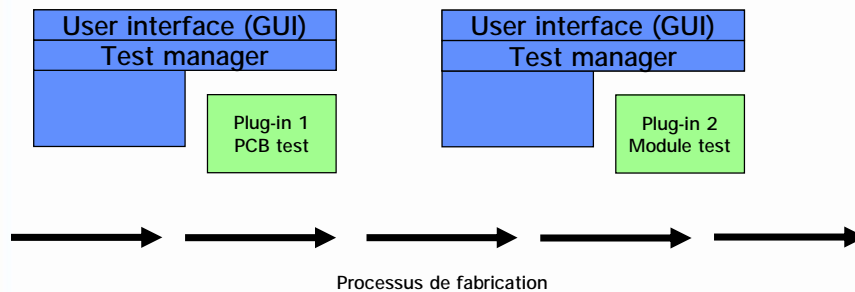 User interface (GUI)
Test manager
Plug-in 1
PCB test
User interface (GUI)
Test manager
Plug-in 2
Module test
Processus de fabrication